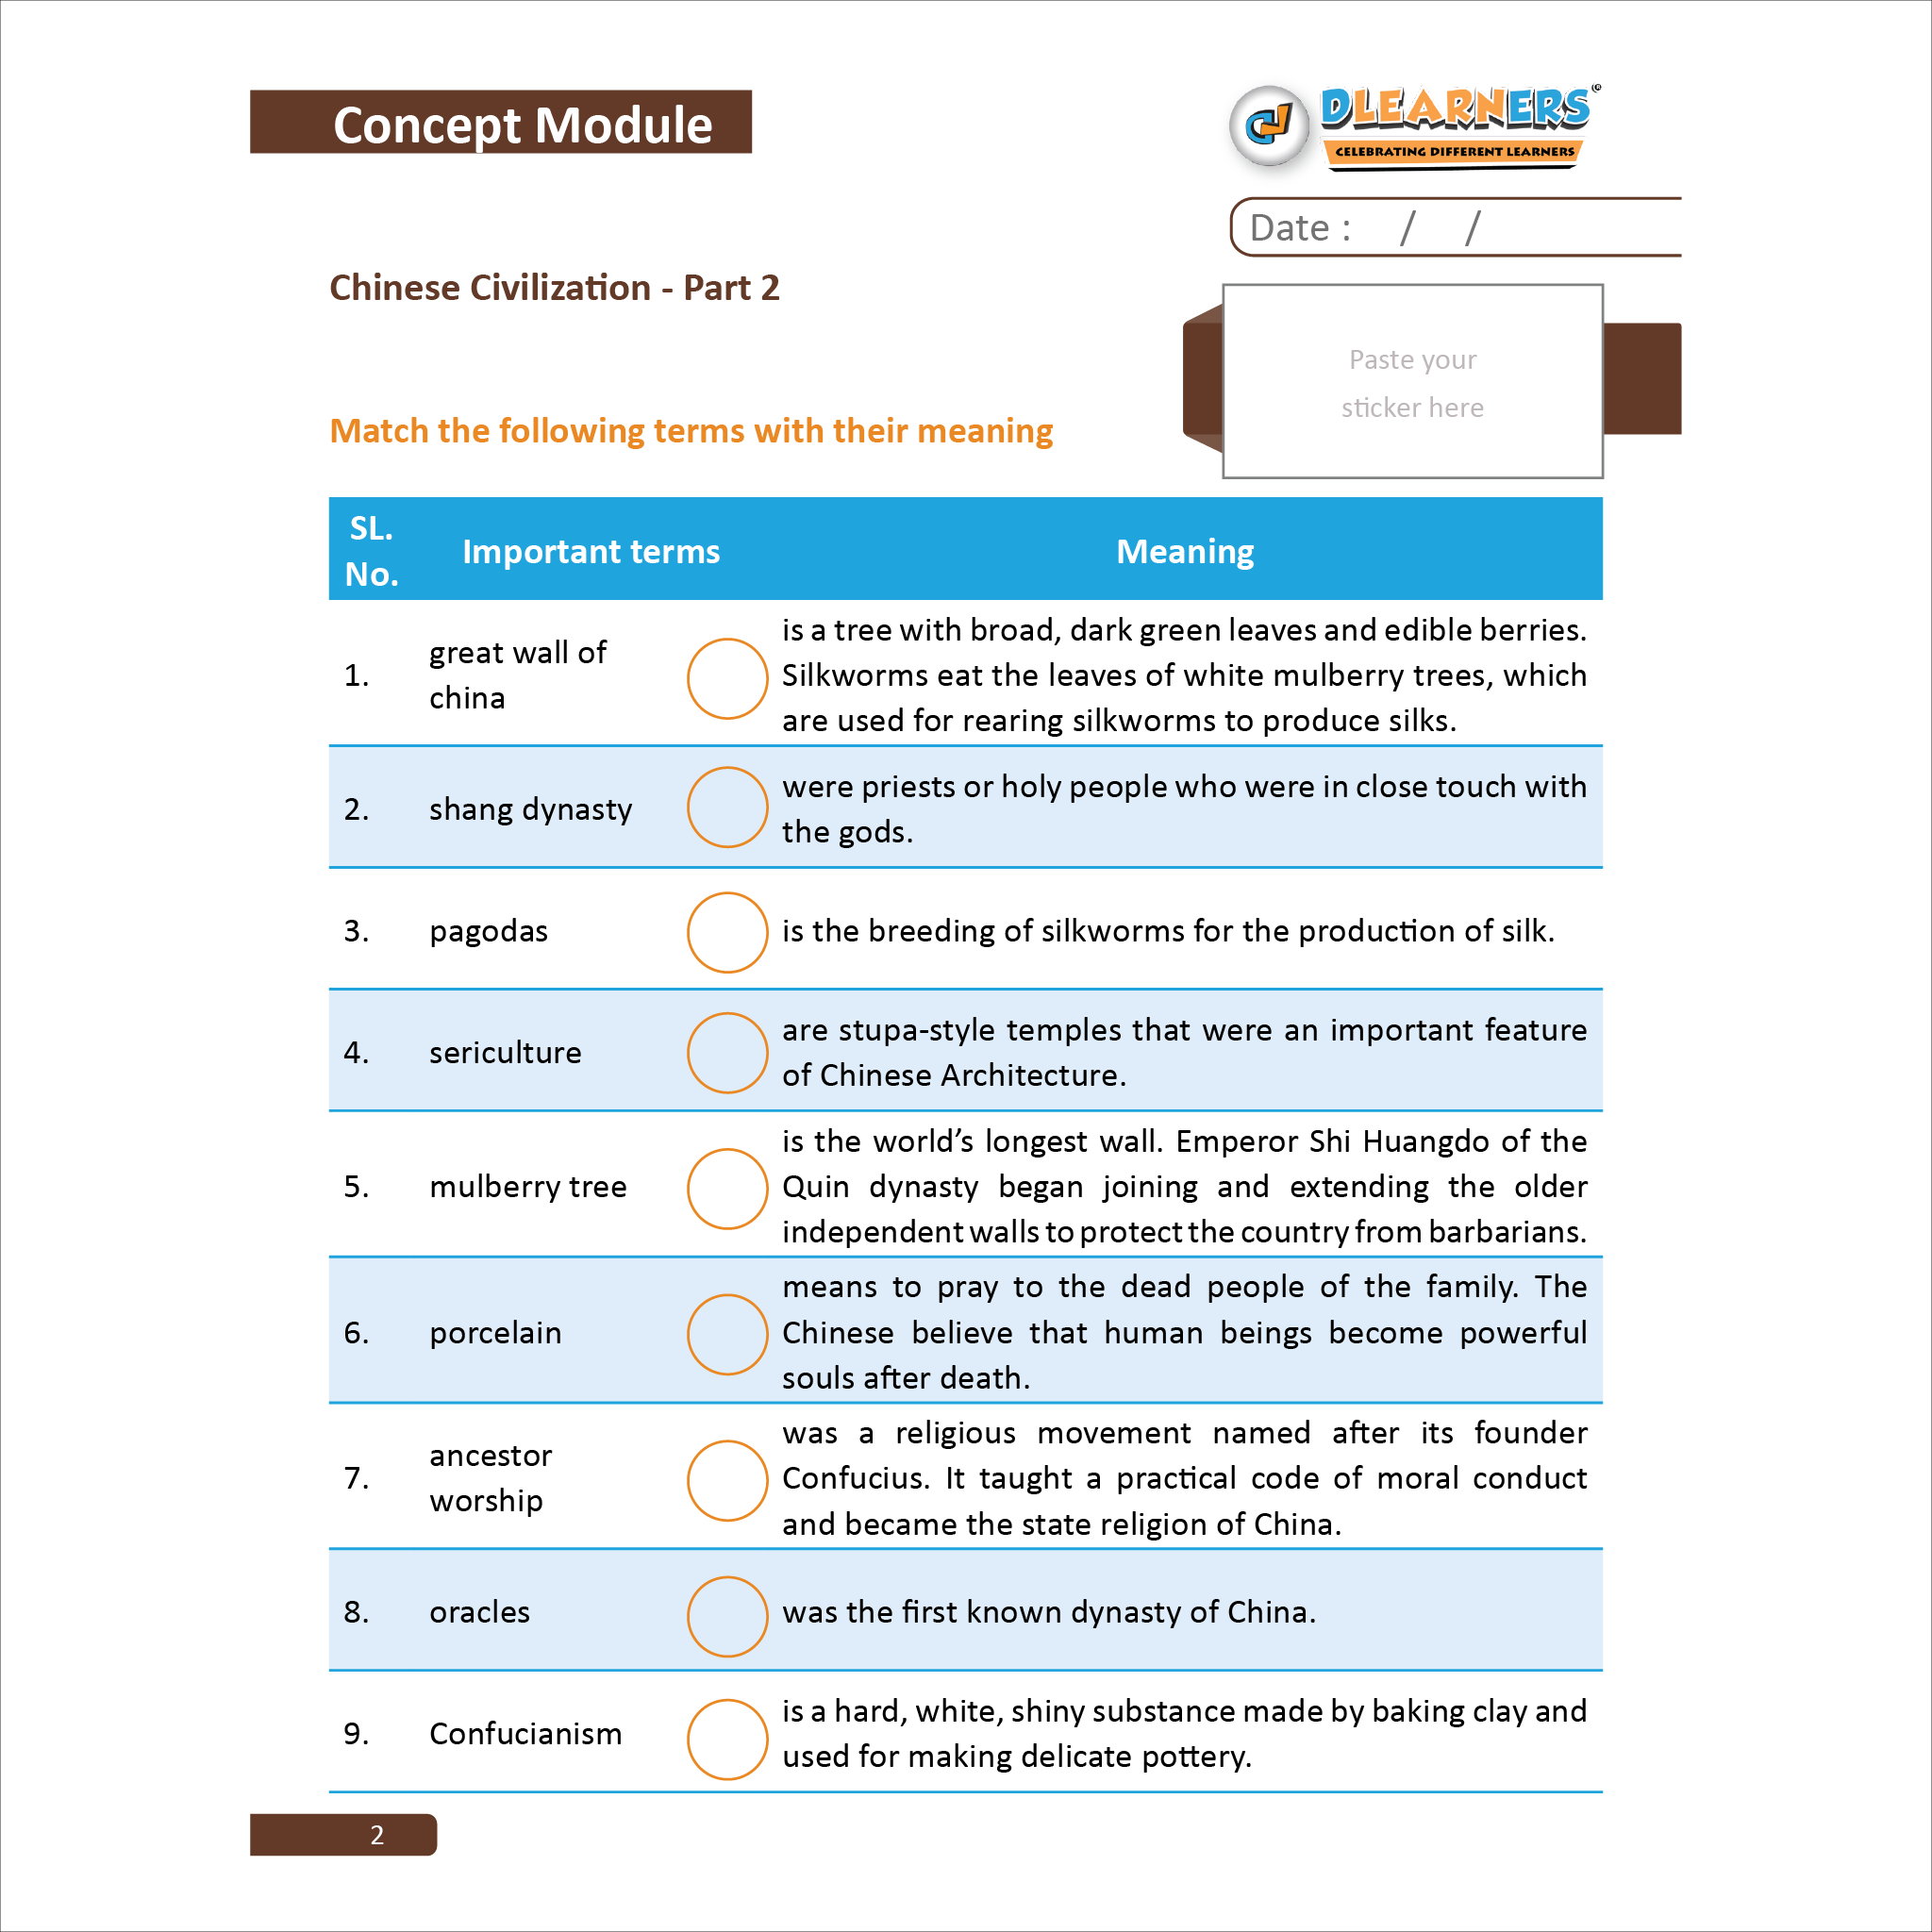 Concept Module
DLEARNERS®
CELEBRATING DIFFERENT LEARNERS
Date : / /
Chinese Civilization - Part 2
Paste your
sticker here
Match the following terms with their meaning
SL.
No.
Important terms
Meaning
1.
great wall of
china
is a tree with broad, dark green leaves and edible berries.
Silkworms eat the leaves of white mulberry trees, which
are used for rearing silkworms to produce silks.
2.
shang dynasty
were priests or holy people who were in close touch with
the gods.
3.
pagodas
is the breeding of silkworms for the production of silk.
4.
sericulture
are stupa-style temples that were an important feature
of Chinese Architecture.
5.
mulberry tree
is the world’s longest wall. Emperor Shi Huangdo of the
Quin dynasty began joining and extending the older
independent walls to protect the country from barbarians.
6.
porcelain
means to pray to the dead people of the family. The
Chinese believe that human beings become powerful
souls after death.
7.
ancestor
worship
was a religious movement named after its founder
Confucius. It taught a practical code of moral conduct
and became the state religion of China.
8.
oracles
was the first known dynasty of China.
9.
Confucianism
is a hard, white, shiny substance made by baking clay and
used for making delicate pottery.
2